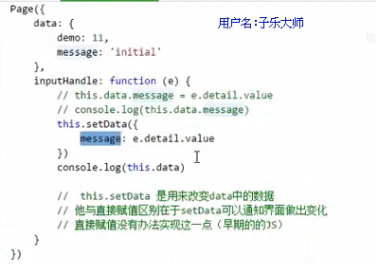 Page({
用户名:子乐大师
data: {
demo: 11,
message: 'initial'
},
inputHandle: function (e) {
// this.data.message = e.detail.value
// console.log(this.data.message)
this.setData({
message: e.detail.value
})
console.log(this.data)
// this.setData 是用来改变data中的数据
// 他与直接赋值区别在于setData可以通知界面做出变化
// 直接赋值没有办法实现这一点（早期的的JS）
}
})